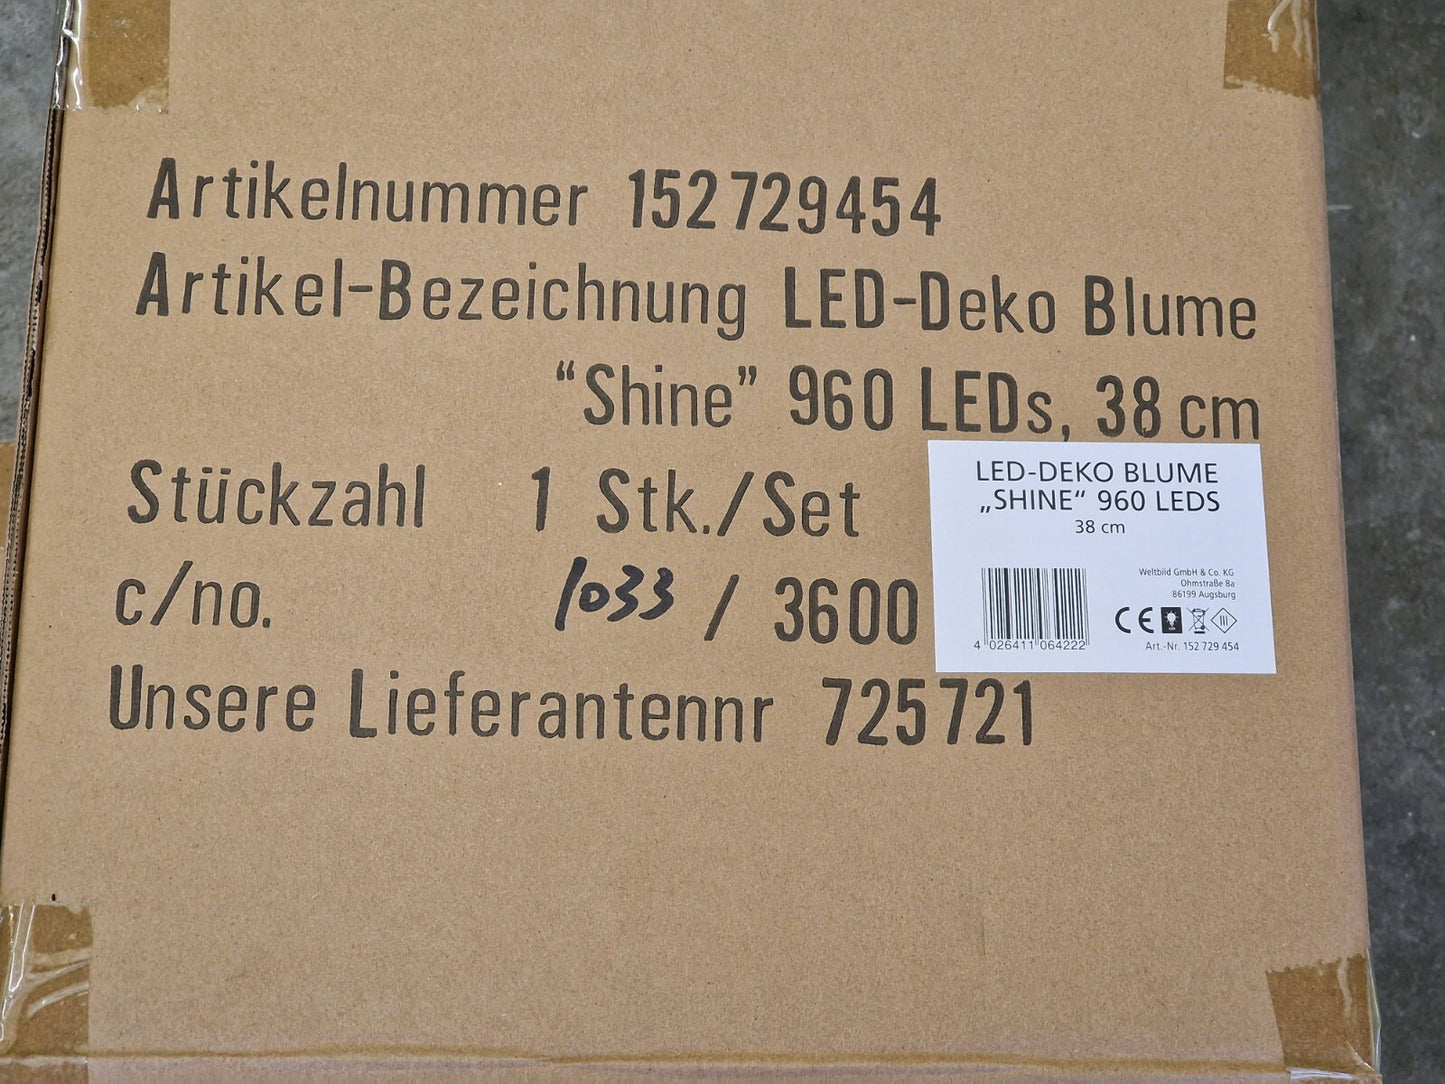 Artikelnummer 152729454
Artikel-Bezeichnung LED-Deko Blume
“Shine” 960 LEDs, 38 cm
Stückzahl 1 Stk./Set
c/no. 1033 / 3600
Unsere Lieferantennr 725721
LED-DEKO BLUME
„SHINE“ 960 LEDS
38 cm
Weltbild GmbH & Co. KG
Ohmstraße 8a
86199 Augsburg
CE
4 026411 064222
Art.-Nr. 152 729 454